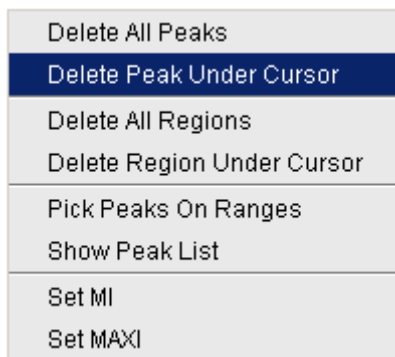 Delete All Peaks
Delete Peak Under Cursor
Delete All Regions
Delete Region Under Cursor
Pick Peaks On Ranges
Show Peak List
Set MI
Set MAXI